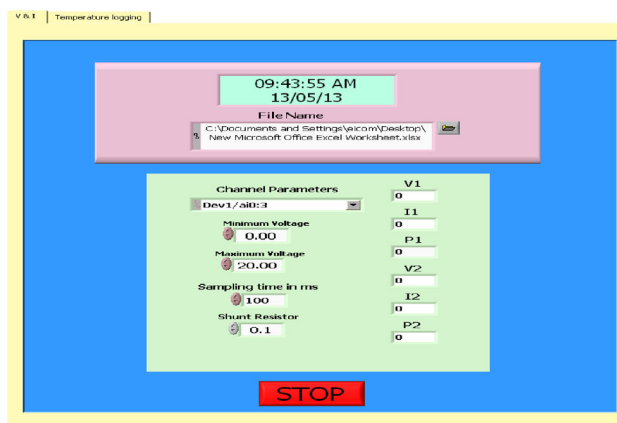 V & I
Temperature logging
09:43:55 AM
13/05/13
File Name
C:\Documents and Settings\eicom\Desktop\
New Microsoft Office Excel Worksheet.xlsx
Channel Parameters
Dev1/ai0:3
Minimum Voltage
0.00
Maximum Voltage
20.00
Sampling time in ms
100
Shunt Resistor
0.1
V1
0
I1
0
P1
0
V2
0
I2
0
P2
0
STOP